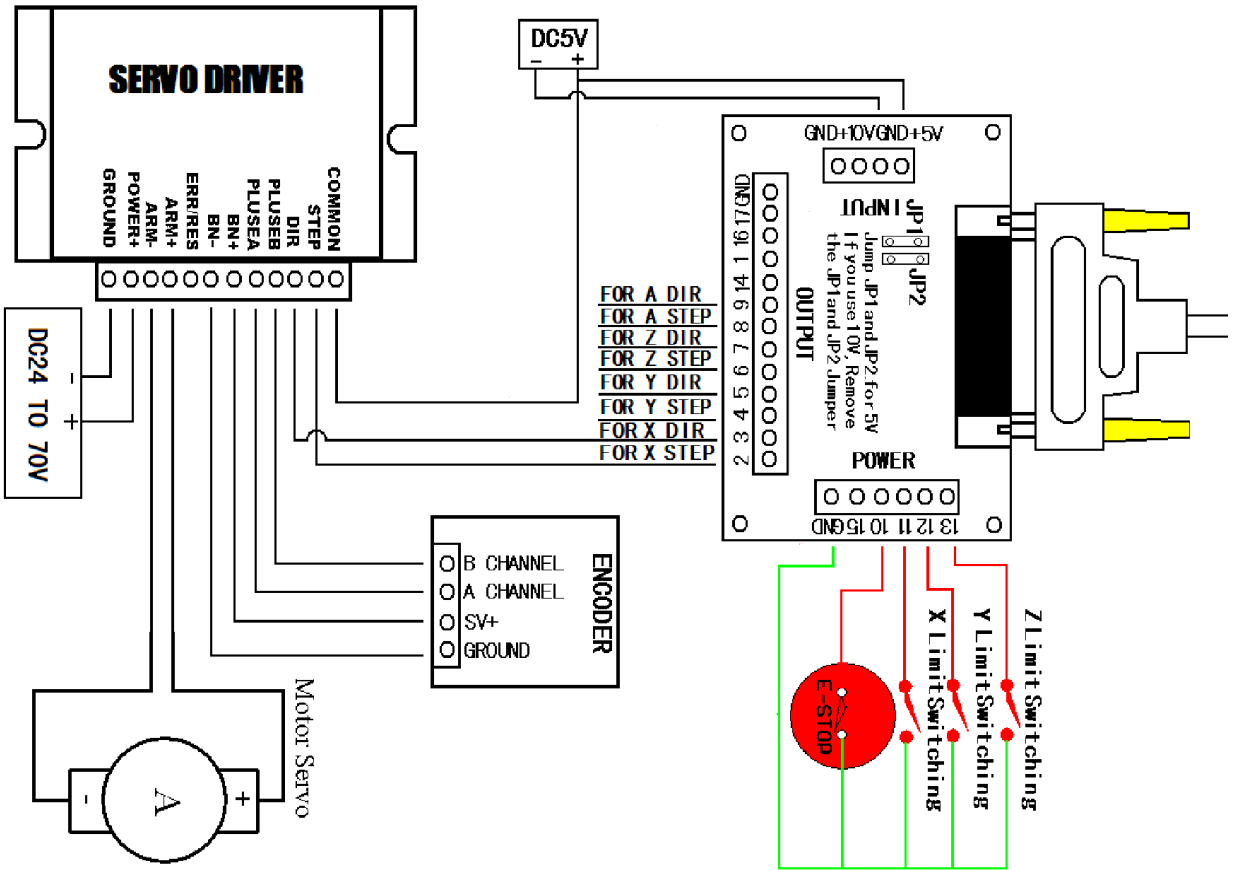 SERVO DRIVER
GROUND
POWER+
ARM-
ARM+
ERR/RES
BN-
BN+
PLUSEA
PLUSEB
DIR
STEP
COMMON
DC24 TO 70V
- +
DC5V
- +
GND+10VGND+5V
INPUT
JP1
JP2
Jump JP1and JP2.for 5V
If you use 10V, Remove
the JP1and JP2 Jumper
OUTPUT
2 3 4 5 6 7 8 9 14 1 16 17GND
FOR A DIR
FOR A STEP
FOR Z DIR
FOR Z STEP
FOR Y DIR
FOR Y STEP
FOR X DIR
FOR X STEP
POWER
GND 15 10 11 12 13
B CHANNEL
A CHANNEL
SV+
GROUND
ENCODER
Motor Servo
- A +
E-STOP
X LimitSwitching
Y LimitSwitching
Z LimitSwitching